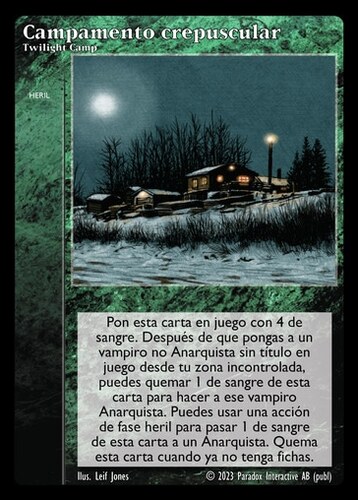 Campamento crepuscular
Twilight Camp
HERIL
Pon esta carta en juego con 4 de
sangre. Después de que pongas a un
vampiro no Anarquista sin título en
juego desde tu zona incontrolada,
puedes quemar 1 de sangre de esta
carta para hacer a ese vampiro
Anarquista. Puedes usar una acción
de fase heril para pasar 1 de sangre
de esta carta a un Anarquista. Quema
esta carta cuando ya no tenga fichas.
Ilus. Leif Jones
© 2023 Paradox Interactive AB (publ)